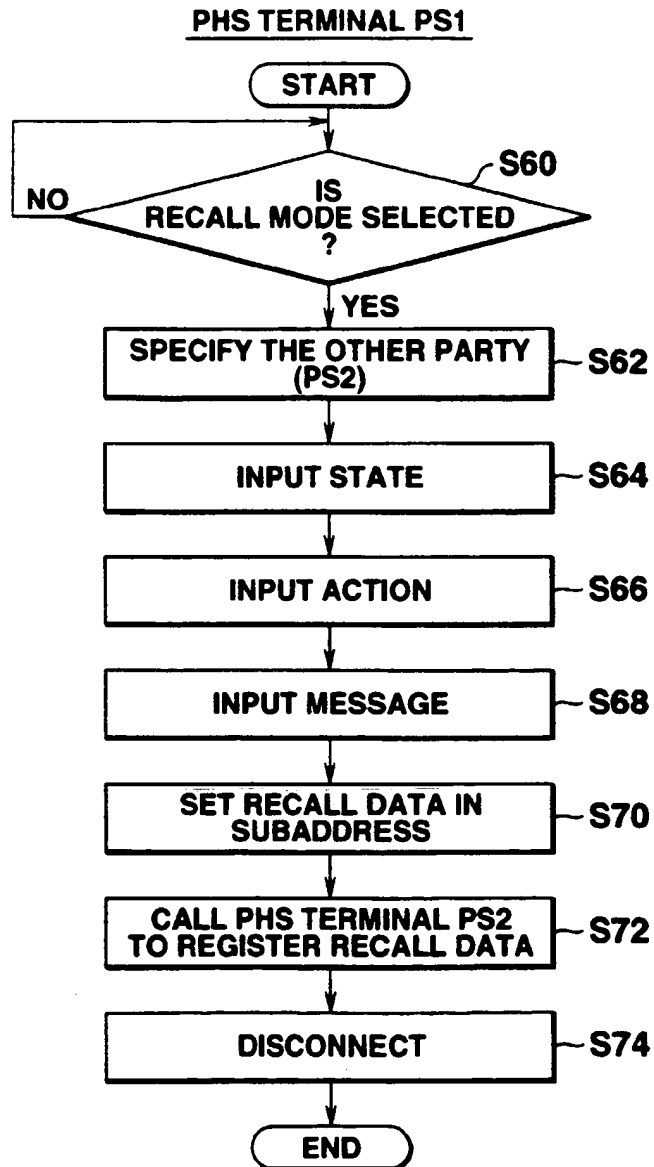 PHS TERMINAL PS1
START
S60
NO
IS
RECALL MODE SELECTED
?
YES
SPECIFY THE OTHER PARTY
(PS2)
S62
INPUT STATE
S64
INPUT ACTION
S66
INPUT MESSAGE
S68
SET RECALL DATA IN
SUBADDRESS
S70
CALL PHS TERMINAL PS2
TO REGISTER RECALL DATA
S72
DISCONNECT
S74
END